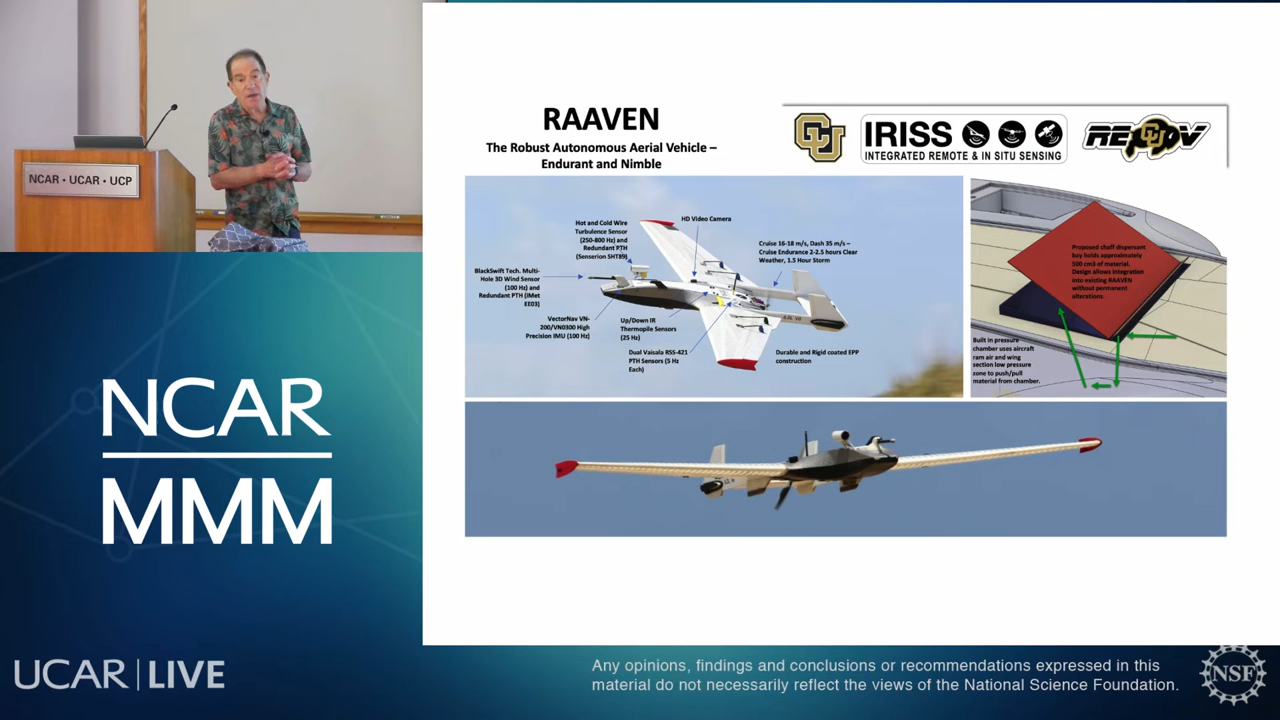 NCAR • UCAR • UCP
NCAR
MMM
UCAR | LIVE
RAAVEN
The Robust Autonomous Aerial Vehicle –
Endurant and Nimble
CU
IRISS
INTEGRATED REMOTE & IN SITU SENSING
RECUV
Hot and Cold Wire
Turbulence Sensor
(250-800 Hz) and
Redundant PTH
(Senserion SHT89)
HD Video Camera
Cruise 16-18 m/s, Dash 35 m/s –
Cruise Endurance 2-2.5 hours Clear
Weather, 1.5 Hour Storm
BlackSwift Tech. Multi-
Hole 3D Wind Sensor
(100 Hz) and
Redundant PTH (iMet
EE03)
VectorNav VN-
200/VN0300 High
Precision IMU (100 Hz)
Up/Down IR
Thermopile Sensors
(25 Hz)
Dual Vaisala RSS-421
PTH Sensors (5 Hz
Each)
Durable and Rigid coated EPP
construction
Proposed chaff dispersant
bay holds approximately
500 cm3 of material.
Design allows integration
into existing RAAVEN
without permanent
alterations.
Built in pressure
chamber uses aircraft
ram air and wing
section low pressure
zone to push/pull
material from chamber.
Any opinions, findings and conclusions or recommendations expressed in this
material do not necessarily reflect the views of the National Science Foundation.
NSF